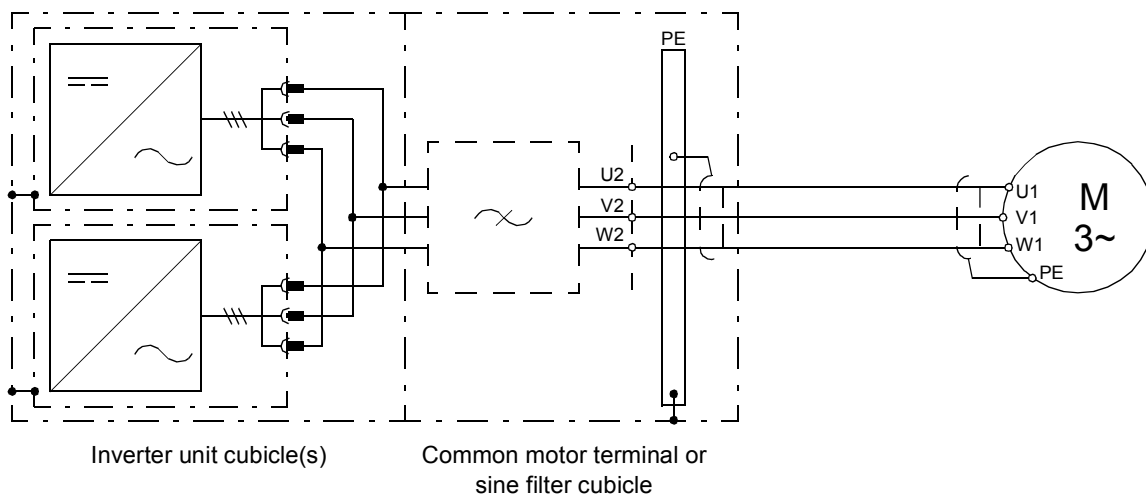 PE
U2
V2
W2
U1
V1
W1
PE
M
3~
Inverter unit cubicle(s)
Common motor terminal or
sine filter cubicle